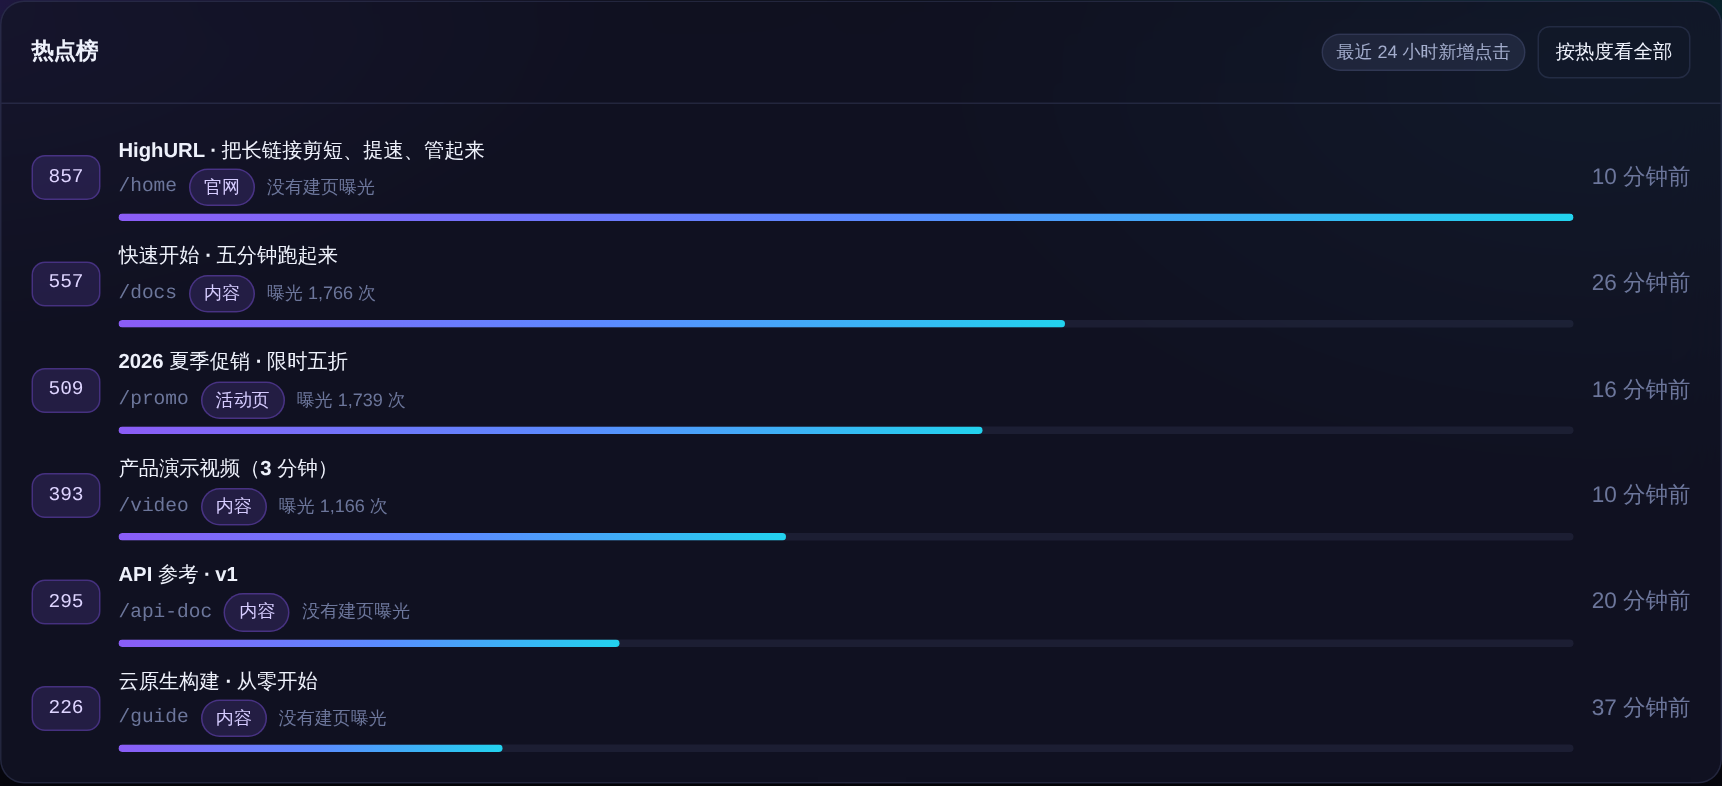 热点榜
最近 24 小时新增点击
按热度看全部
857
HighURL · 把长链接剪短、提速、管起来
/home 官网 没有建页曝光
10 分钟前
557
快速开始 · 五分钟跑起来
/docs 内容 曝光 1,766 次
26 分钟前
509
2026 夏季促销 · 限时五折
/promo 活动页 曝光 1,739 次
16 分钟前
393
产品演示视频（3 分钟）
/video 内容 曝光 1,166 次
10 分钟前
295
API 参考 · v1
/api-doc 内容 没有建页曝光
20 分钟前
226
云原生构建 · 从零开始
/guide 内容 没有建页曝光
37 分钟前